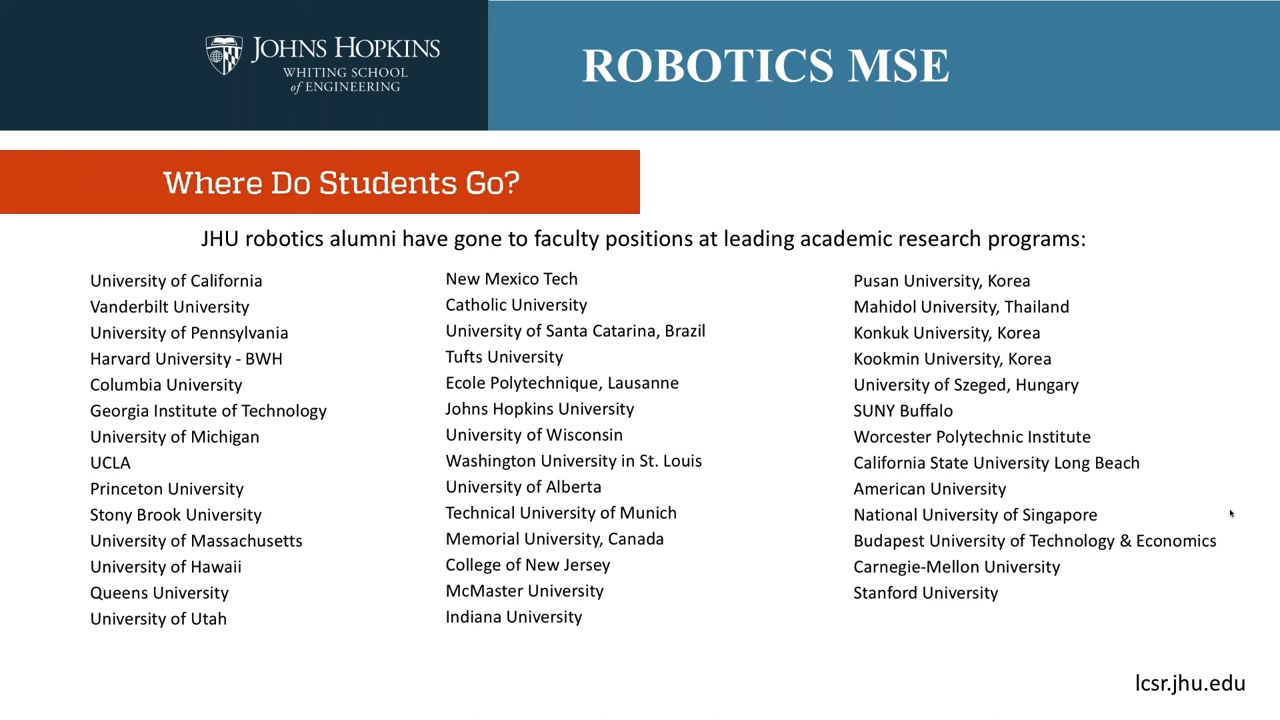 JOHNS HOPKINS
WHITING SCHOOL
of ENGINEERING
ROBOTICS MSE
Where Do Students Go?
JHU robotics alumni have gone to faculty positions at leading academic research programs:
University of California
Vanderbilt University
University of Pennsylvania
Harvard University - BWH
Columbia University
Georgia Institute of Technology
University of Michigan
UCLA
Princeton University
Stony Brook University
University of Massachusetts
University of Hawaii
Queens University
University of Utah
New Mexico Tech
Catholic University
University of Santa Catarina, Brazil
Tufts University
Ecole Polytechnique, Lausanne
Johns Hopkins University
University of Wisconsin
Washington University in St. Louis
University of Alberta
Technical University of Munich
Memorial University, Canada
College of New Jersey
McMaster University
Indiana University
Pusan University, Korea
Mahidol University, Thailand
Konkuk University, Korea
Kookmin University, Korea
University of Szeged, Hungary
SUNY Buffalo
Worcester Polytechnic Institute
California State University Long Beach
American University
National University of Singapore
Budapest University of Technology & Economics
Carnegie-Mellon University
Stanford University
lcsr.jhu.edu